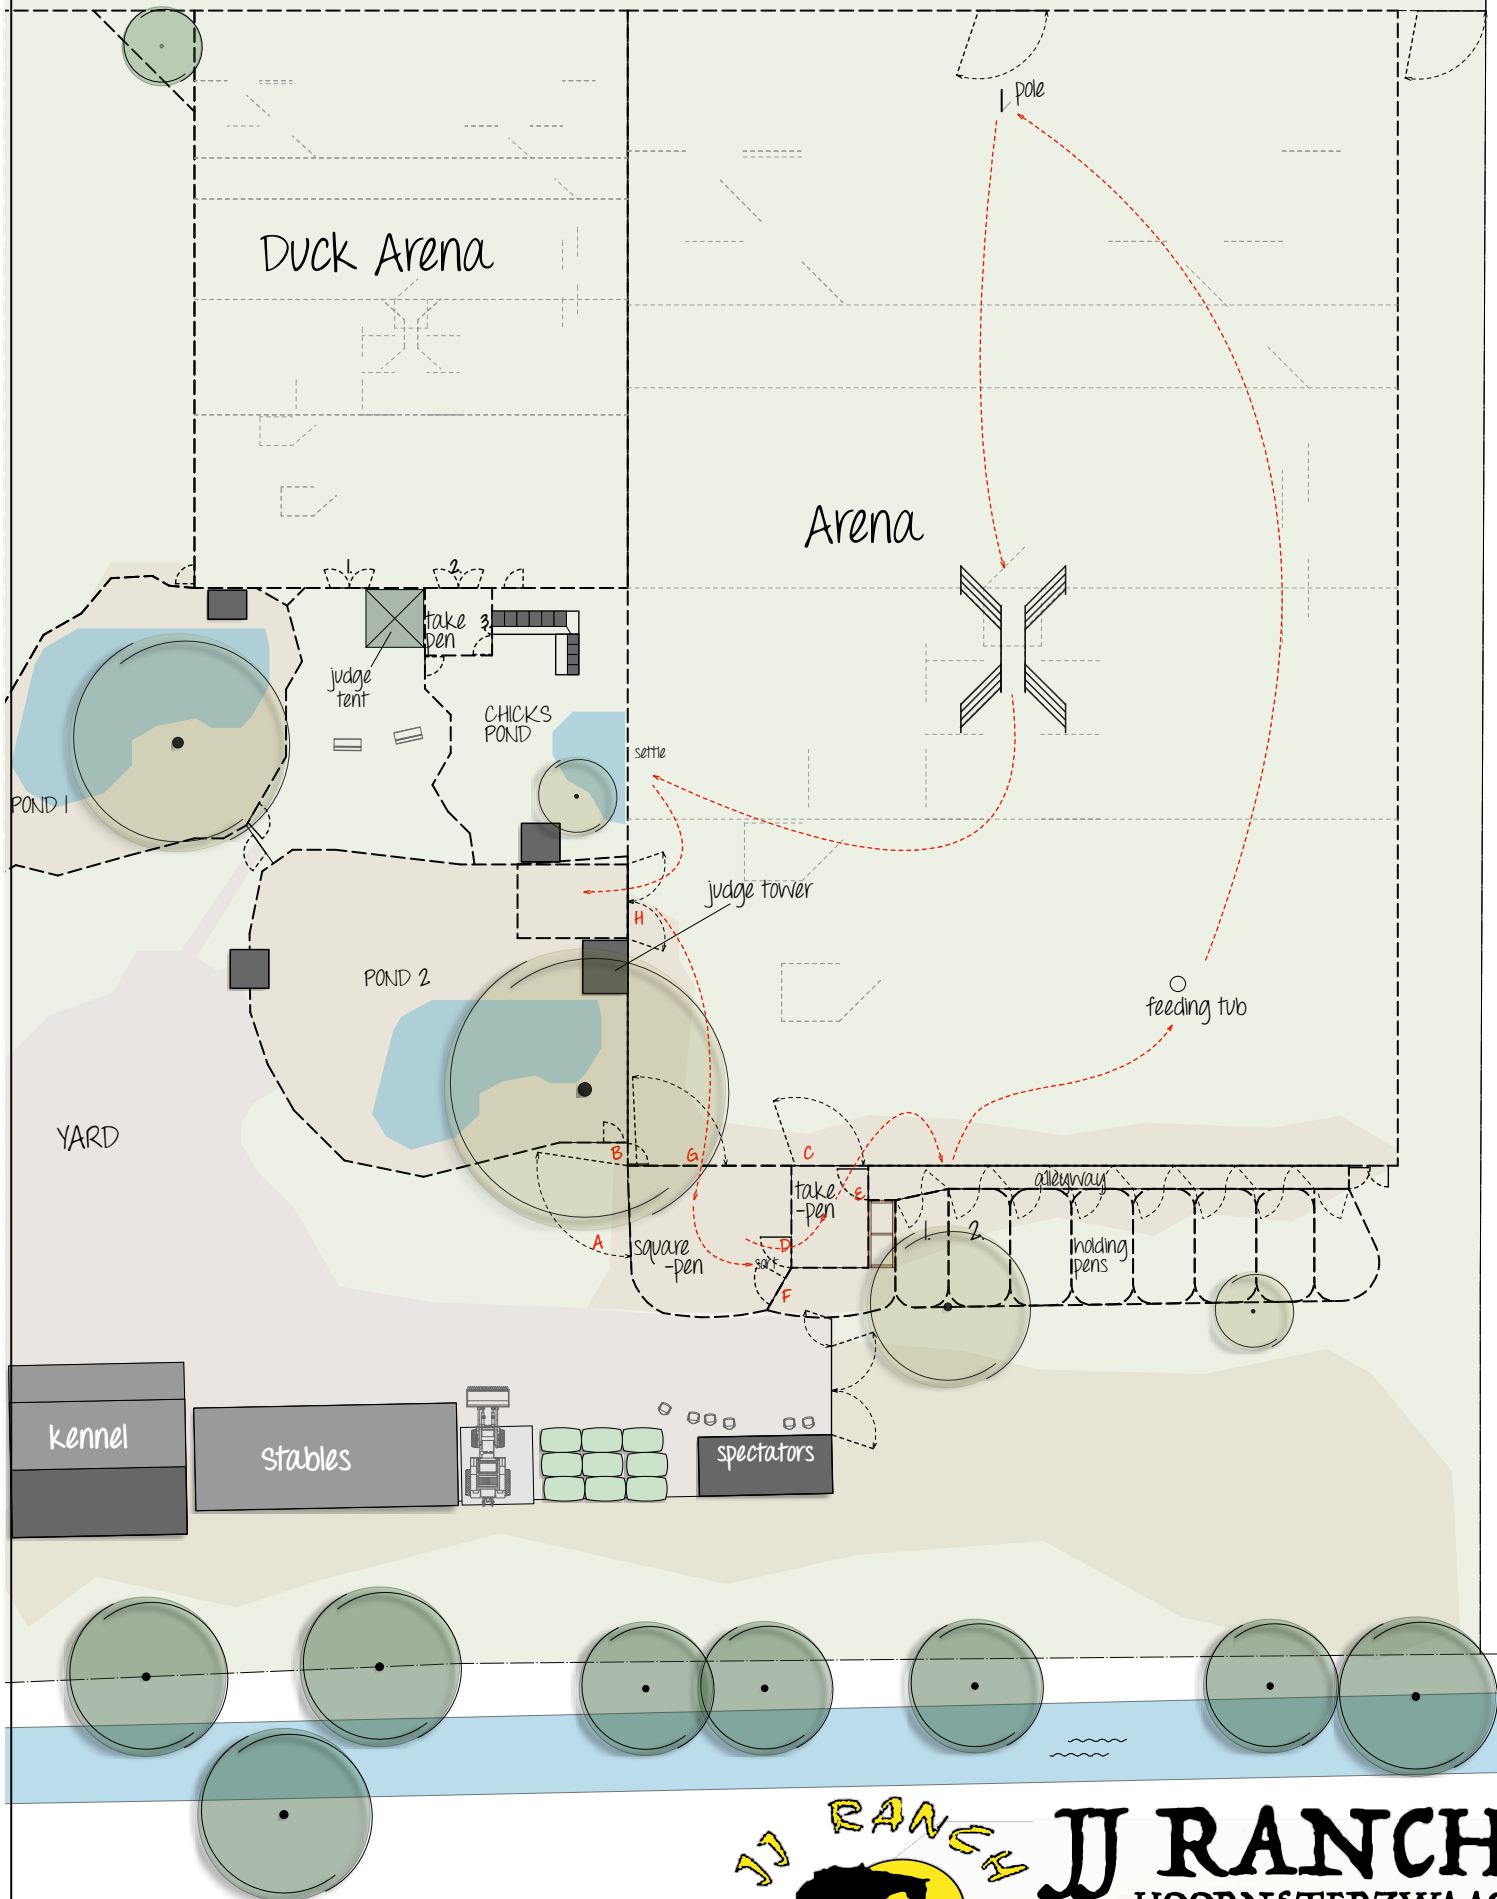 pole
Duck Arena
Arena
1.
2.
take
pen
3.
judge
tent
CHICKS
POND
settle
POND 1
judge tower
H
POND 2
feeding tub
YARD
B
G
C
alleyway
take
-pen
E
1.
2.
A
square
-pen
D
sort
holding
pens
F
kennel
Stables
spectators
JJ RANCH
JJ RANCH